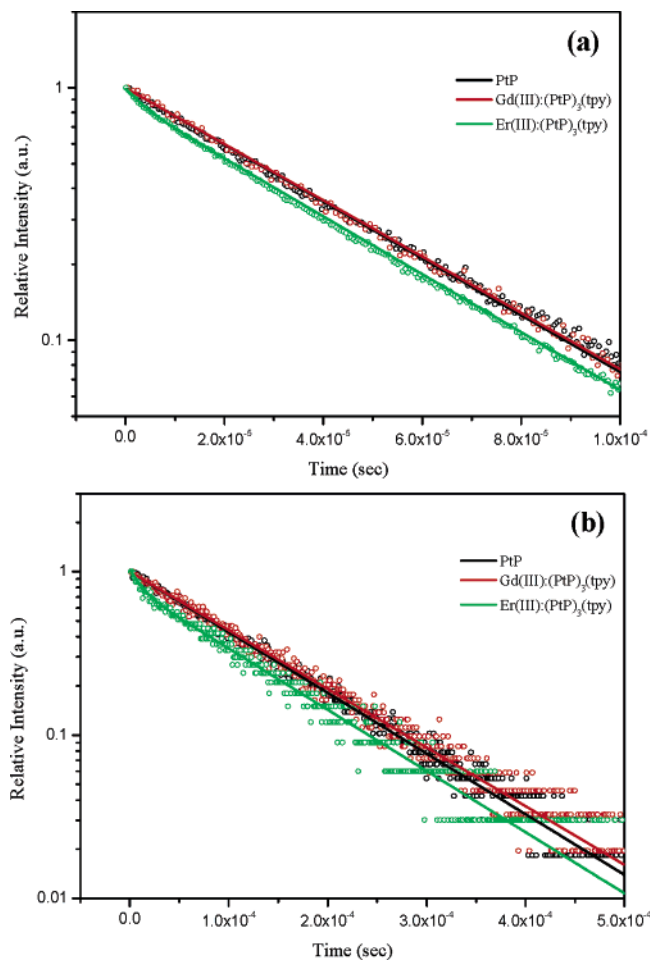 (a)
PtP
Gd(III):(PtP)₃(tpy)
Er(III):(PtP)₃(tpy)
1
0.1
Relative Intensity (a.u.)
0.0 2.0x10⁻⁵ 4.0x10⁻⁵ 6.0x10⁻⁵ 8.0x10⁻⁵ 1.0x10⁻⁴
Time (sec)
(b)
PtP
Gd(III):(PtP)₃(tpy)
Er(III):(PtP)₃(tpy)
1
0.1
0.01
Relative Intensity (a.u.)
0.0 1.0x10⁻⁴ 2.0x10⁻⁴ 3.0x10⁻⁴ 4.0x10⁻⁴ 5.0x10⁻⁴
Time (sec)